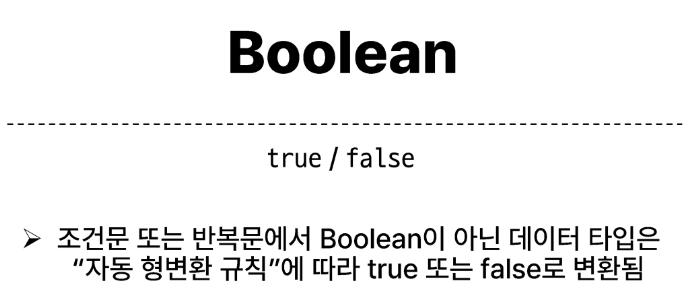 Boolean
true / false
➢ 조건문 또는 반복문에서 Boolean이 아닌 데이터 타입은
“자동 형변환 규칙”에 따라 true 또는 false로 변환됨